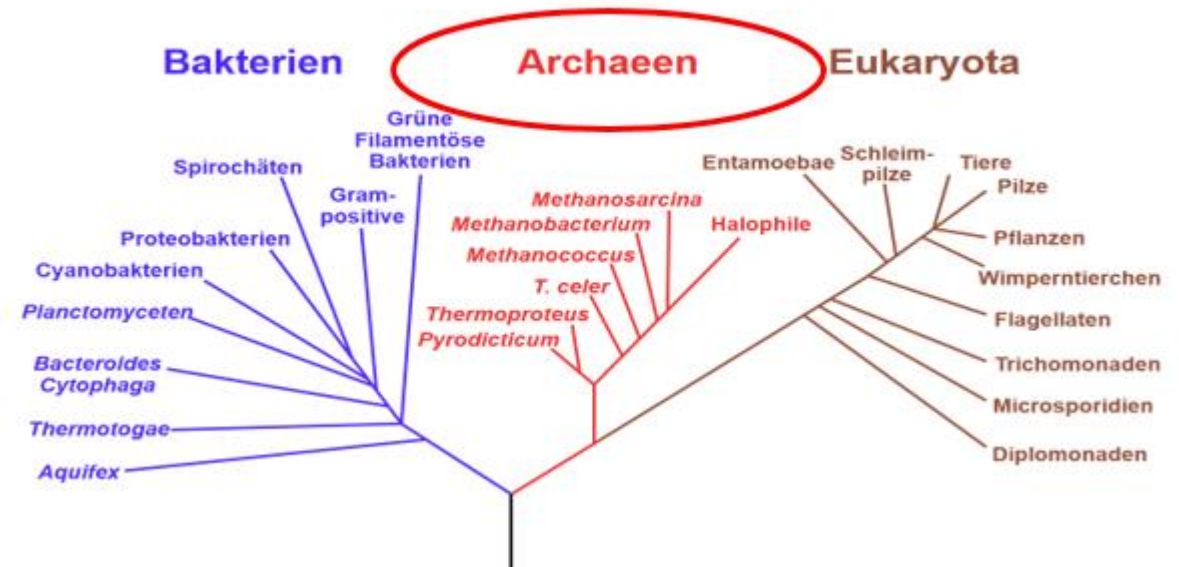 Bakterien
Archaeen
Eukaryota
Grüne
Filamentöse
Bakterien
Spirochäten
Gram-
positive
Proteobakterien
Cyanobakterien
Planctomyceten
Bacteroides
Cytophaga
Thermotogae
Aquifex
Methanosarcina
Methanobacterium
Halophile
Methanococcus
T. celer
Thermoproteus
Pyrodicticum
Entamoebae
Schleim-
pilze
Tiere
Pilze
Pflanzen
Wimperntierchen
Flagellaten
Trichomonaden
Microsporidien
Diplomonaden